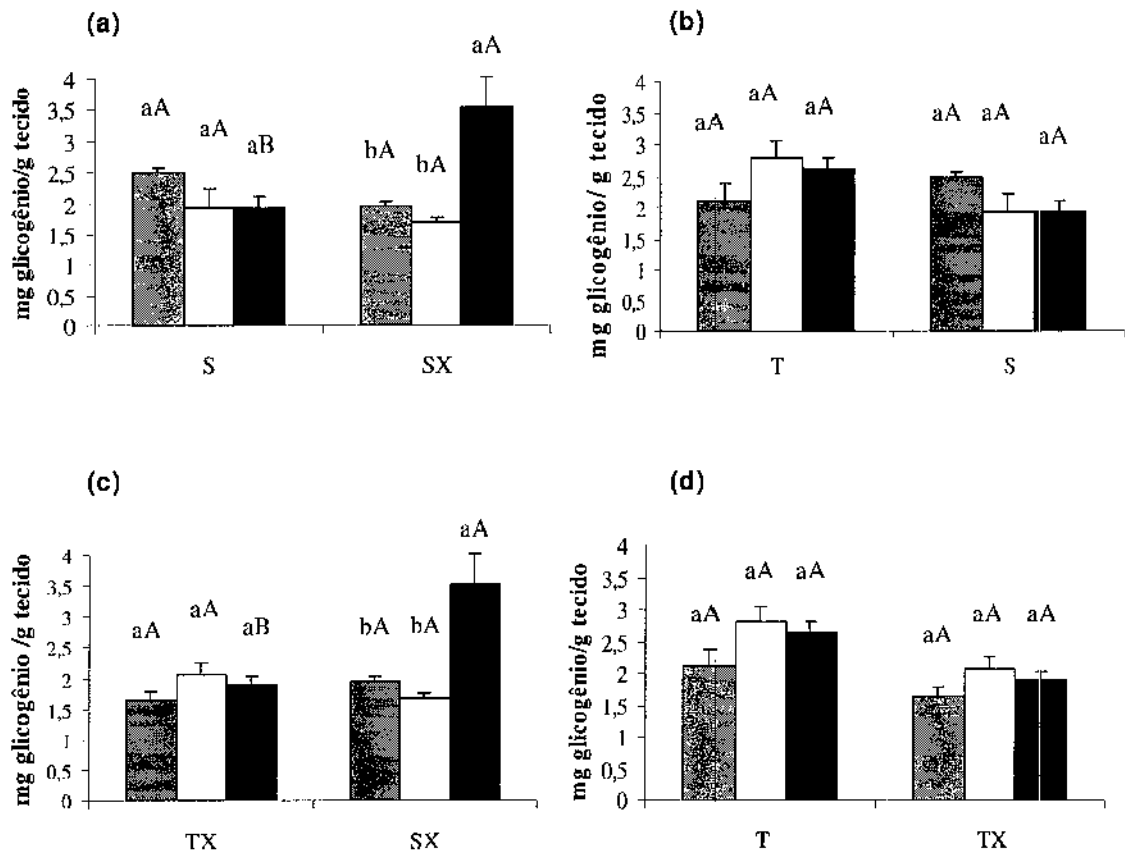 (a)
mg glicogênio/g tecido
4
3,5
3
2,5
2
1,5
1
0,5
0
aA
aA
aB
bA
bA
aA
S
SX
(b)
mg glicogênio/ g tecido
4
3,5
3
2,5
2
1,5
1
0,5
0
aA
aA
aA
aA
aA
aA
T
S
(c)
mg glicogênio /g tecido
4
3,5
3
2,5
2
1,5
1
0,5
0
aA
aA
aB
bA
bA
aA
TX
SX
(d)
mg glicogênio/g tecido
4
3,5
3
2,5
2
1,5
1
0,5
0
aA
aA
aA
aA
aA
aA
T
TX